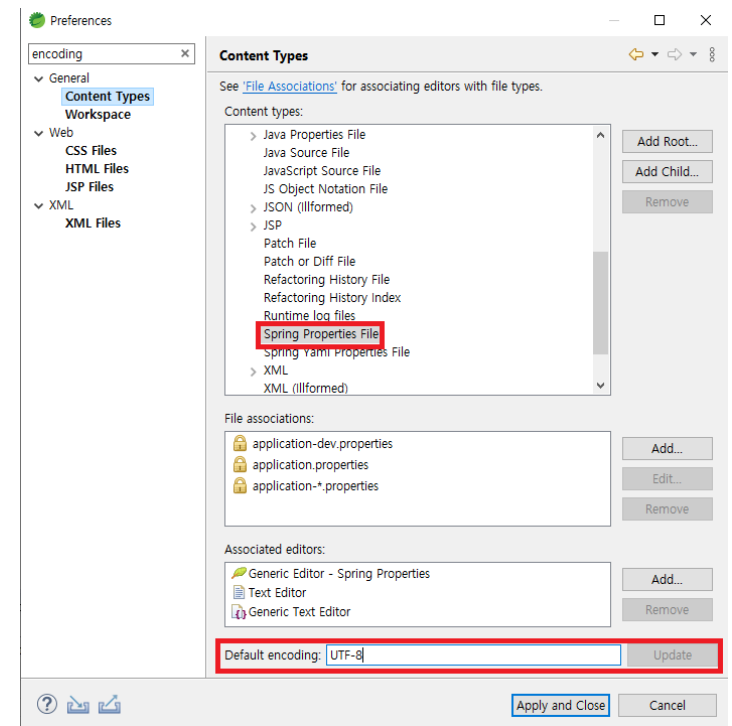 Preferences
encoding
General
Content Types
Workspace
Web
CSS Files
HTML Files
JSP Files
XML
XML Files
Content Types
See 'File Associations' for associating editors with file types.
Content types:
Java Properties File
Java Source File
JavaScript Source File
JS Object Notation File
JSON (Illformed)
JSP
Patch File
Patch or Diff File
Refactoring History File
Refactoring History Index
Runtime log files
Spring Properties File
Spring Yaml Properties File
XML
XML (Illformed)
Add Root...
Add Child...
Remove
File associations:
application-dev.properties
application.properties
application-*.properties
Add...
Edit...
Remove
Associated editors:
Generic Editor - Spring Properties
Text Editor
Generic Text Editor
Add...
Remove
Default encoding: UTF-8 Update
Apply and Close Cancel